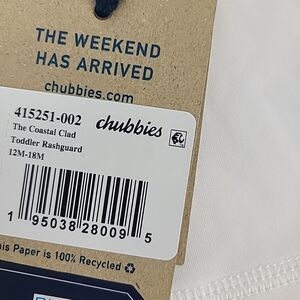 THE WEEKEND
HAS ARRIVED
chubbies.com
415251-002 chubbies
The Coastal Clad
Toddler Rashguard
12M-18M
1 95038 28009 5
his Paper is 100% Recycled